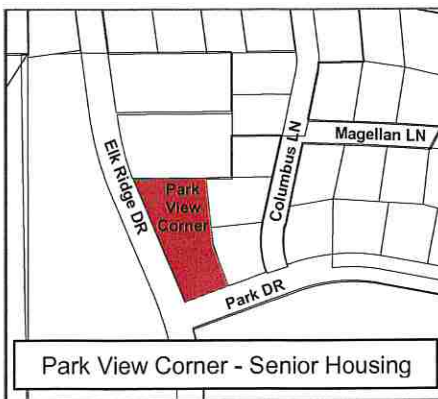 Elk Ridge DR
Park
View
Corner
Columbus LN
Magellan LN
Park DR
Park View Corner - Senior Housing